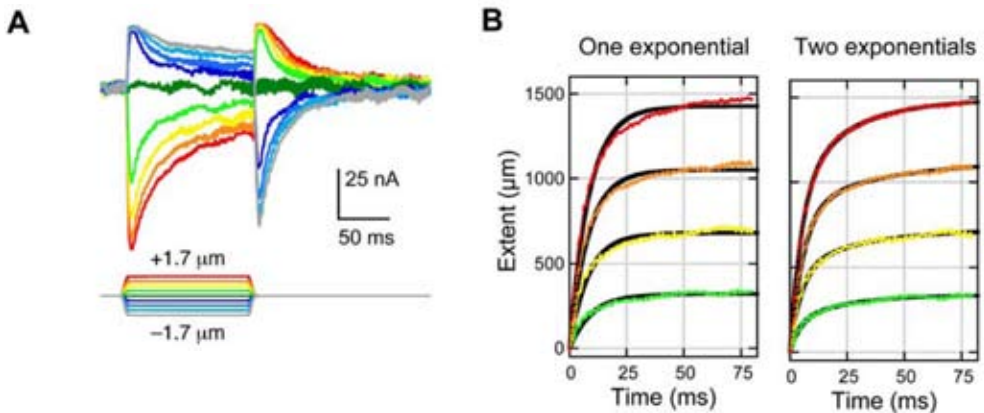 A
25 nA
50 ms
+1.7 µm
−1.7 µm
B
One exponential
Two exponentials
Extent (µm)
1500
1000
500
0
0 25 50 75
0 25 50 75
Time (ms)
Time (ms)